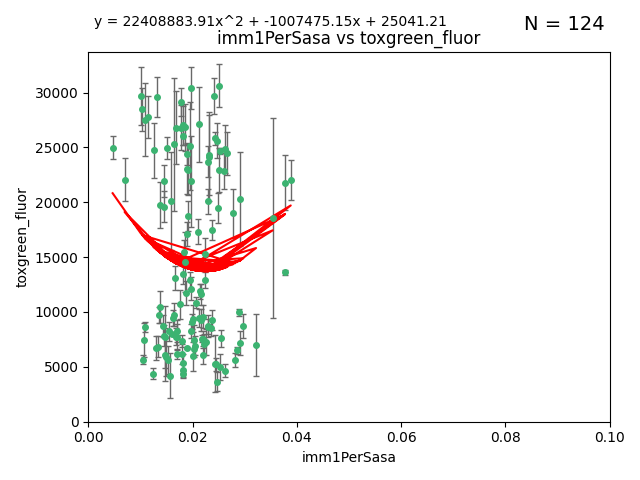 y = 22408883.91x^2 + -1007475.15x + 25041.21
N = 124
imm1PerSasa vs toxgreen_fluor
toxgreen_fluor
30000
25000
20000
15000
10000
5000
0
0.00 0.02 0.04 0.06 0.08 0.10
imm1PerSasa